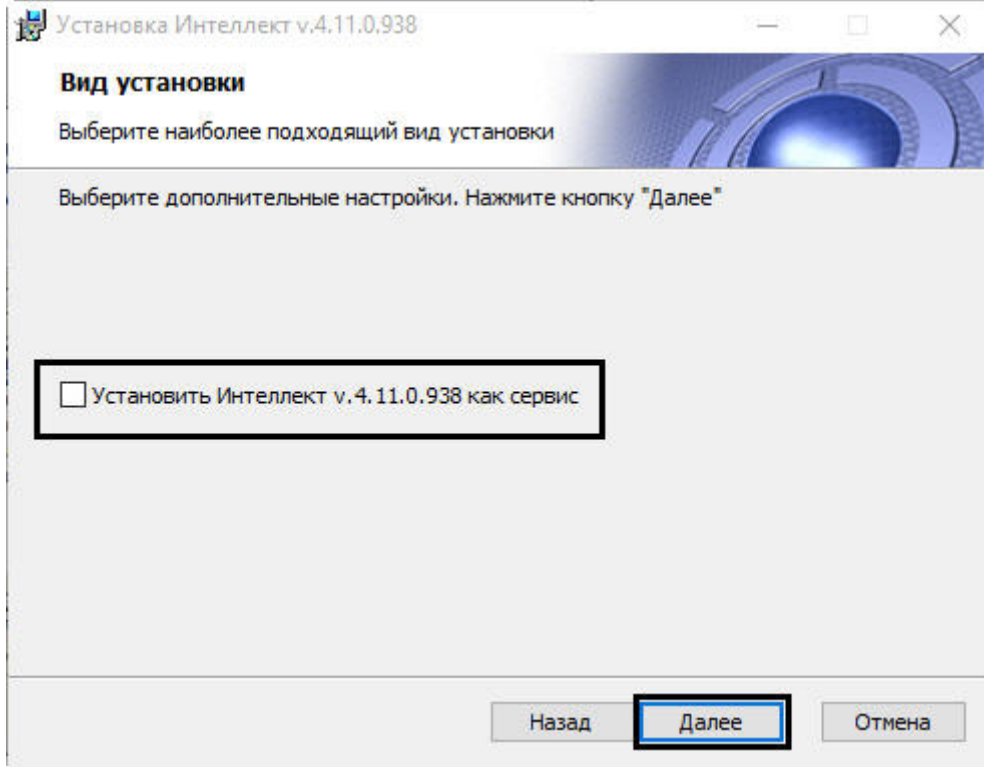 Установка Интеллект v.4.11.0.938
Вид установки
Выберите наиболее подходящий вид установки
Выберите дополнительные настройки. Нажмите кнопку "Далее"
Установить Интеллект v.4.11.0.938 как сервис
Назад
Далее
Отмена